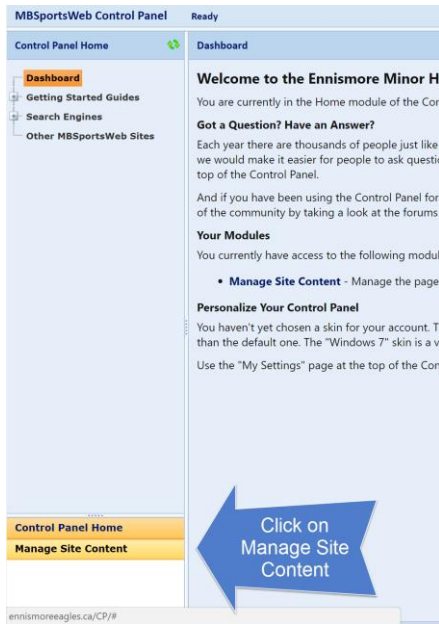 MBSportsWeb Control Panel Ready
Control Panel Home
Dashboard
Dashboard
Getting Started Guides
Search Engines
Other MBSportsWeb Sites
Welcome to the Ennismore Minor H
You are currently in the Home module of the Cor
Got a Question? Have an Answer?
Each year there are thousands of people just like
we would make it easier for people to ask questi
top of the Control Panel.
And if you have been using the Control Panel for
of the community by taking a look at the forums
Your Modules
You currently have access to the following modul
• Manage Site Content - Manage the page
Personalize Your Control Panel
You haven't yet chosen a skin for your account. T
than the default one. The "Windows 7" skin is a v
Use the "My Settings" page at the top of the Cor
Control Panel Home
Manage Site Content
Click on
Manage Site
Content
ennismoreeagles.ca/CP/#